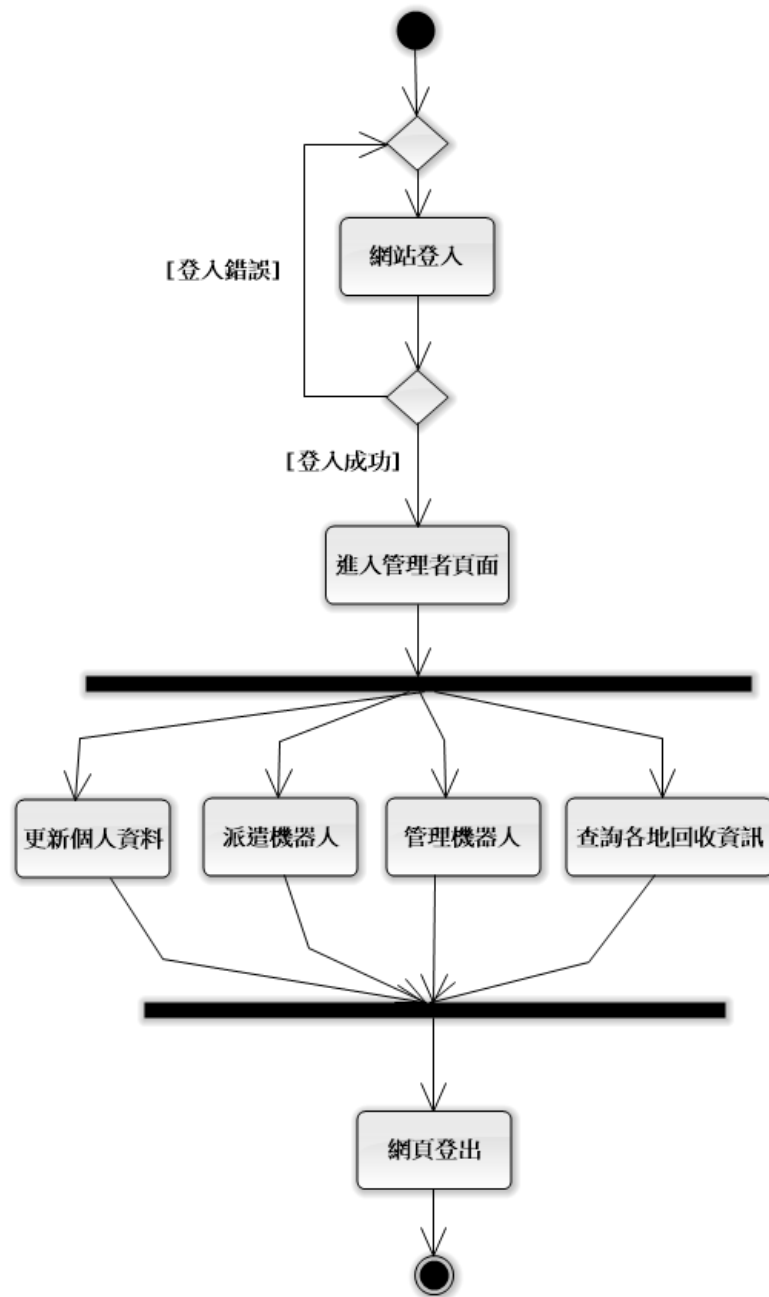 網站登入
[登入錯誤]
[登入成功]
進入管理者頁面
更新個人資料
派遣機器人
管理機器人
查詢各地回收資訊
網頁登出